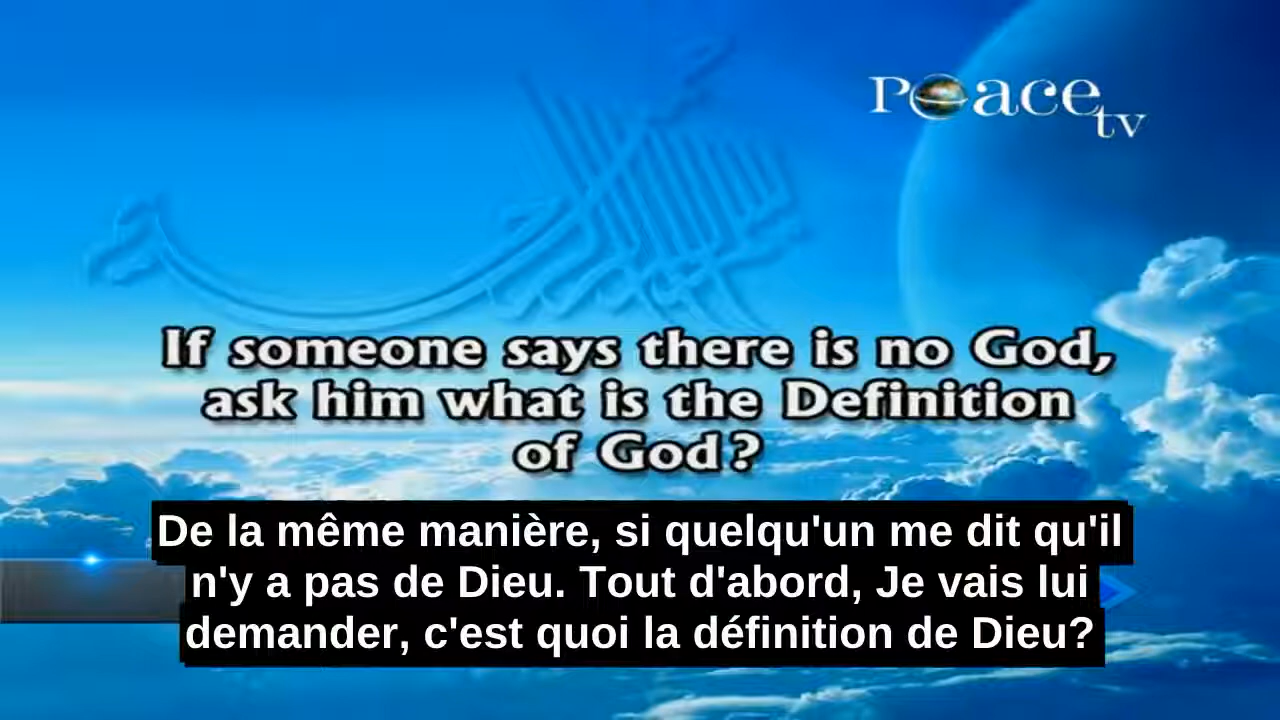 Peace tv
If someone says there is no God,
ask him what is the Definition
of God?
De la même manière, si quelqu'un me dit qu'il
n'y a pas de Dieu. Tout d'abord, Je vais lui
demander, c'est quoi la définition de Dieu?